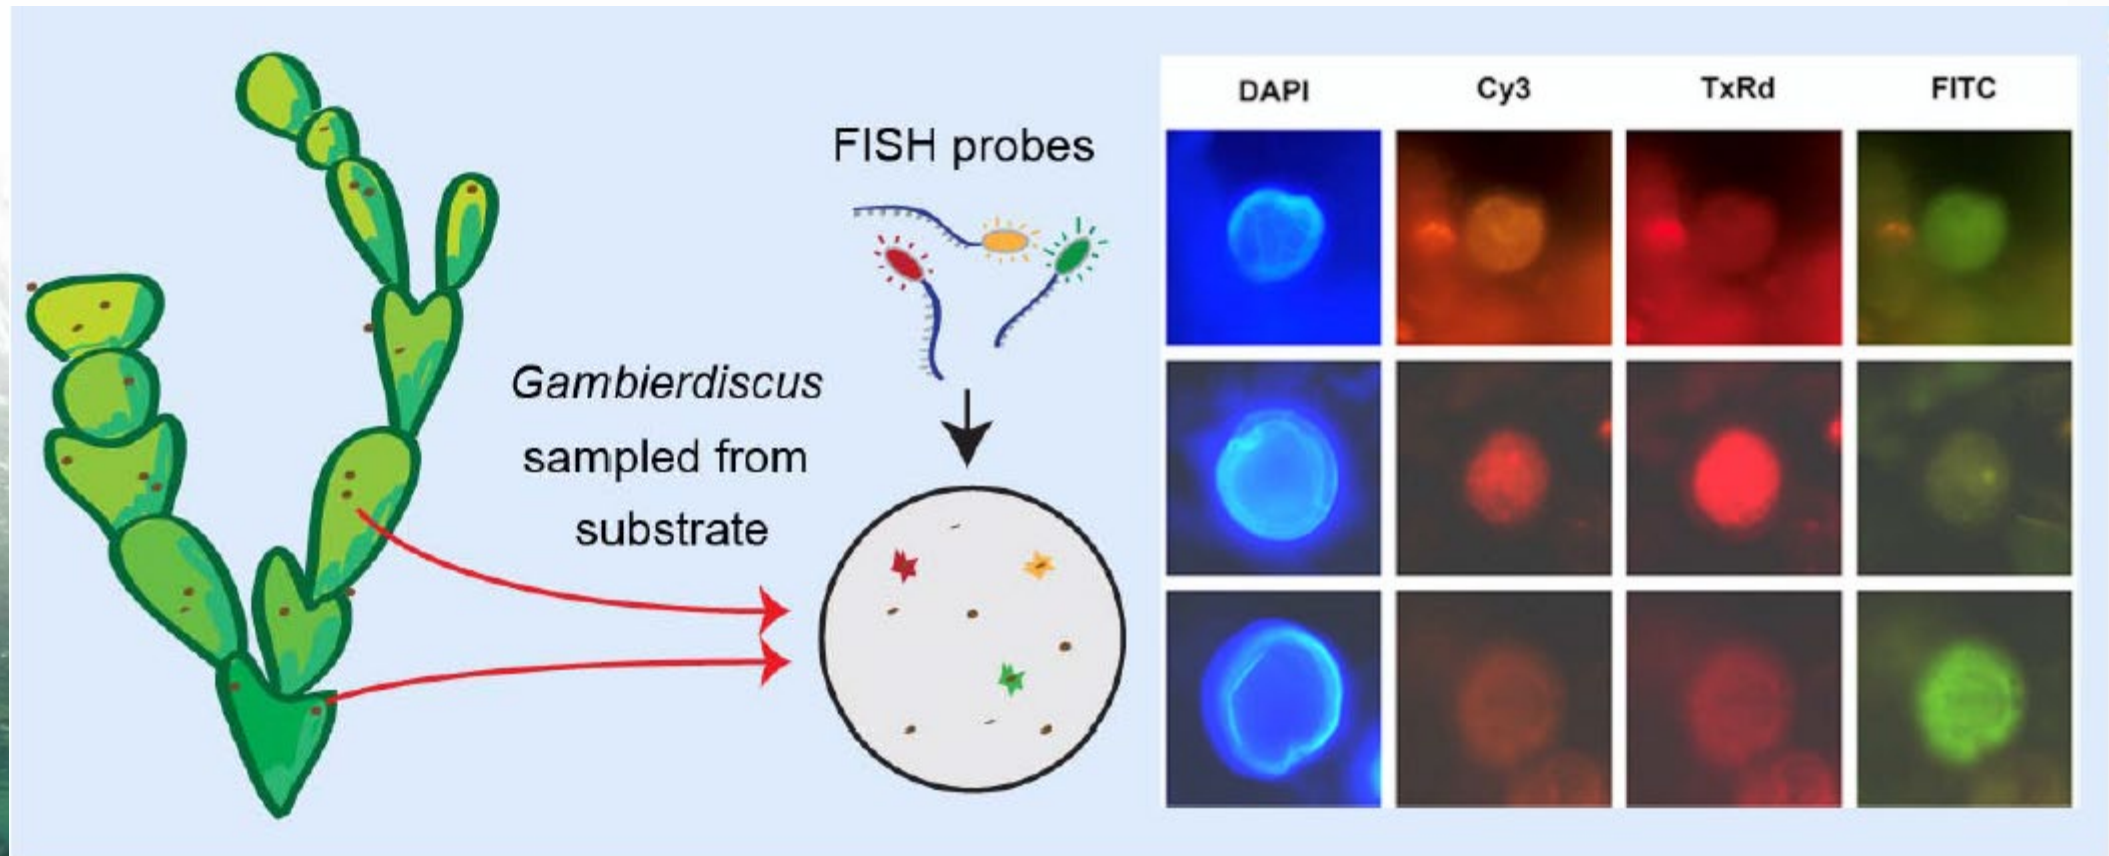 FISH probes
Gambierdiscus
sampled from
substrate
DAPI Cy3 TxRd FITC